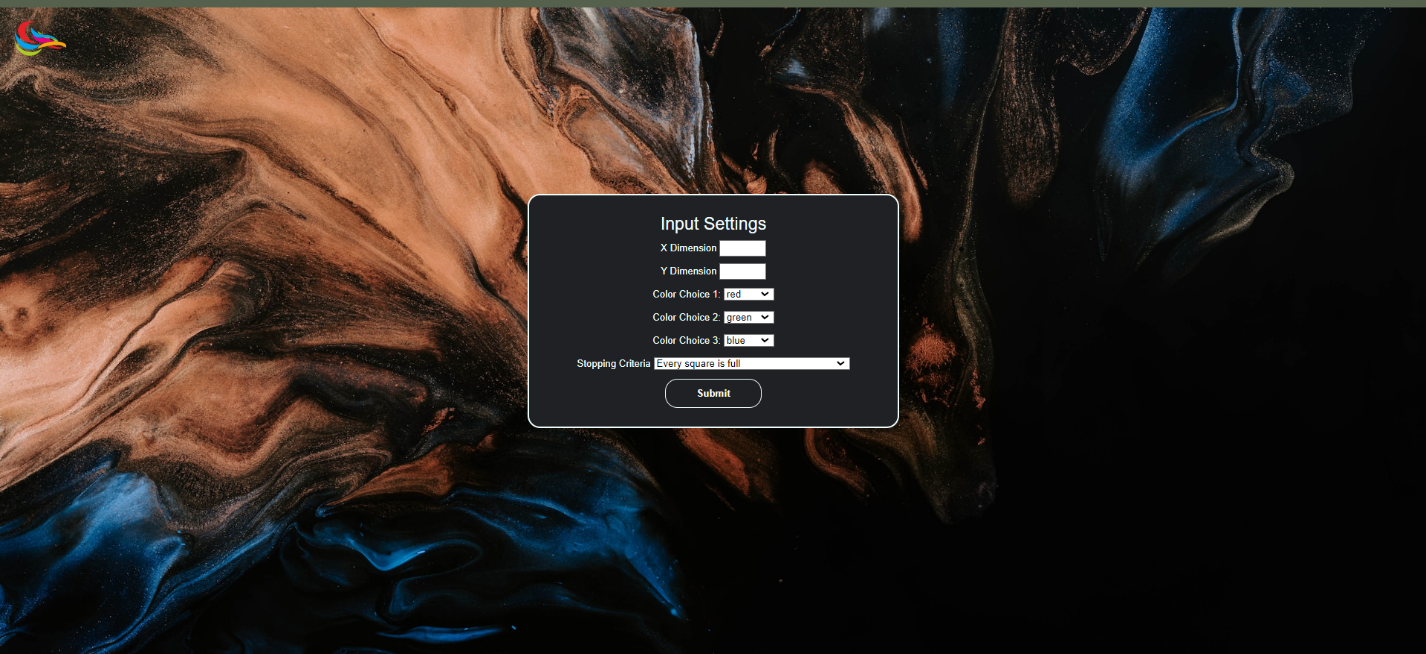 Input Settings
X Dimension
Y Dimension
Color Choice 1: red
Color Choice 2: green
Color Choice 3: blue
Stopping Criteria Every square is full
Submit